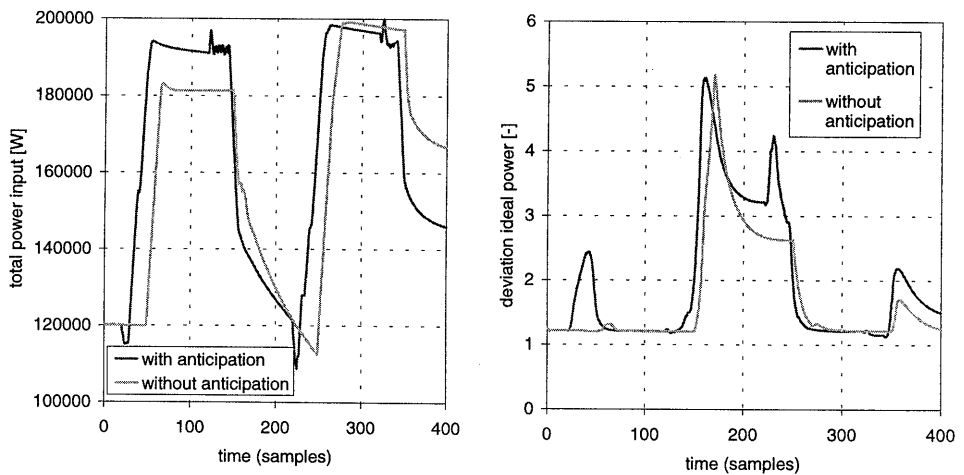 200000
180000
160000
140000
120000
100000
total power input [W]
with anticipation
without anticipation
0
100
200
300
400
time (samples)
6
5
4
3
2
1
0
deviation ideal power [-]
with
anticipation
without
anticipation
0
100
200
300
400
time (samples)